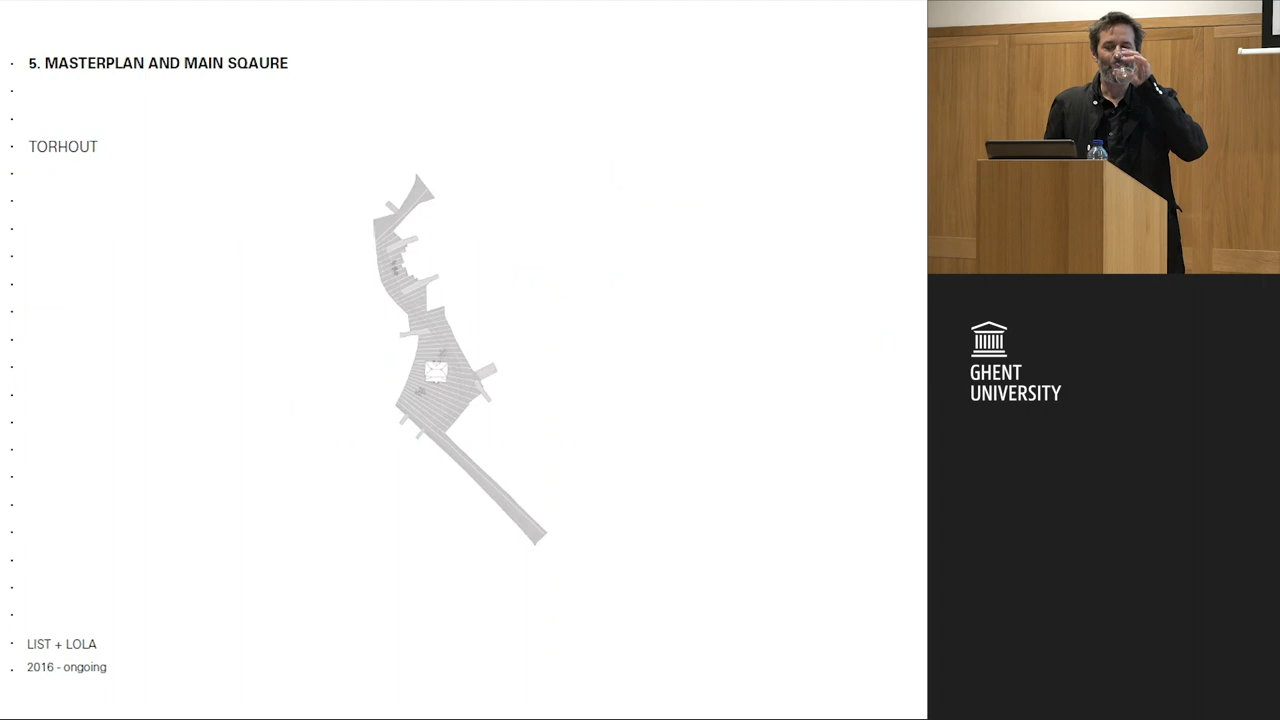 5. MASTERPLAN AND MAIN SQAURE
TORHOUT
LIST + LOLA
2016 - ongoing
GHENT
UNIVERSITY